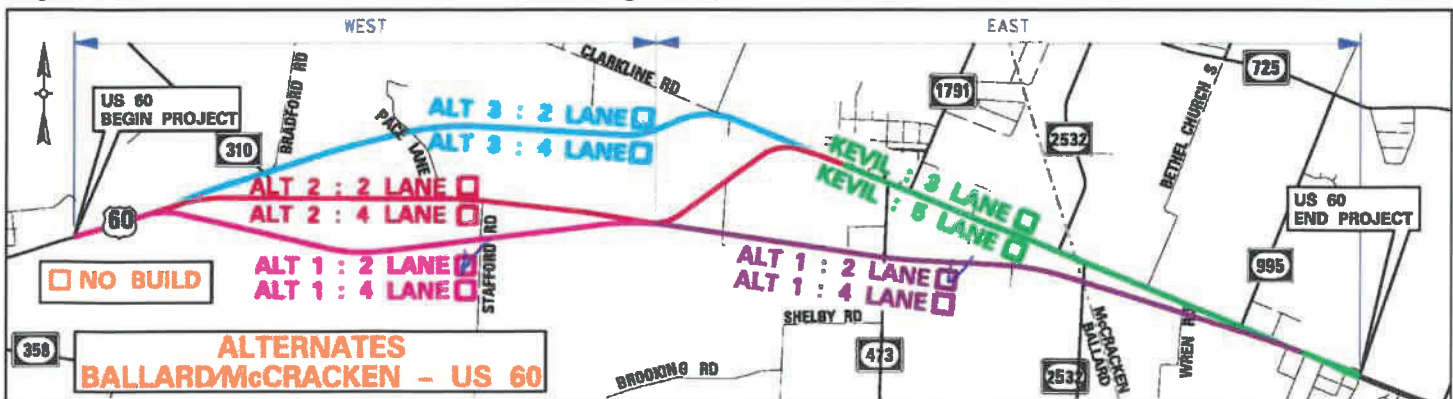 WEST
EAST
US 60
BEGIN PROJECT
310
BRADFORD RD
PACE LANE
CLARKLINE RD
ALT 3 : 2 LANE
ALT 3 : 4 LANE
1791
2532
BETHEL CHURCH S
725
60
ALT 2 : 2 LANE
ALT 2 : 4 LANE
KEVIL : 3 LANE
KEVIL : 5 LANE
US 60
END PROJECT
NO BUILD
ALT 1 : 2 LANE
ALT 1 : 4 LANE
STAFFORD RD
ALT 1 : 2 LANE
ALT 1 : 4 LANE
995
358
ALTERNATES
BALLARD/McCRACKEN - US 60
SHELBY RD
BROOKING RD
473
2532
McCRACKEN
BALLARD
WREN RD